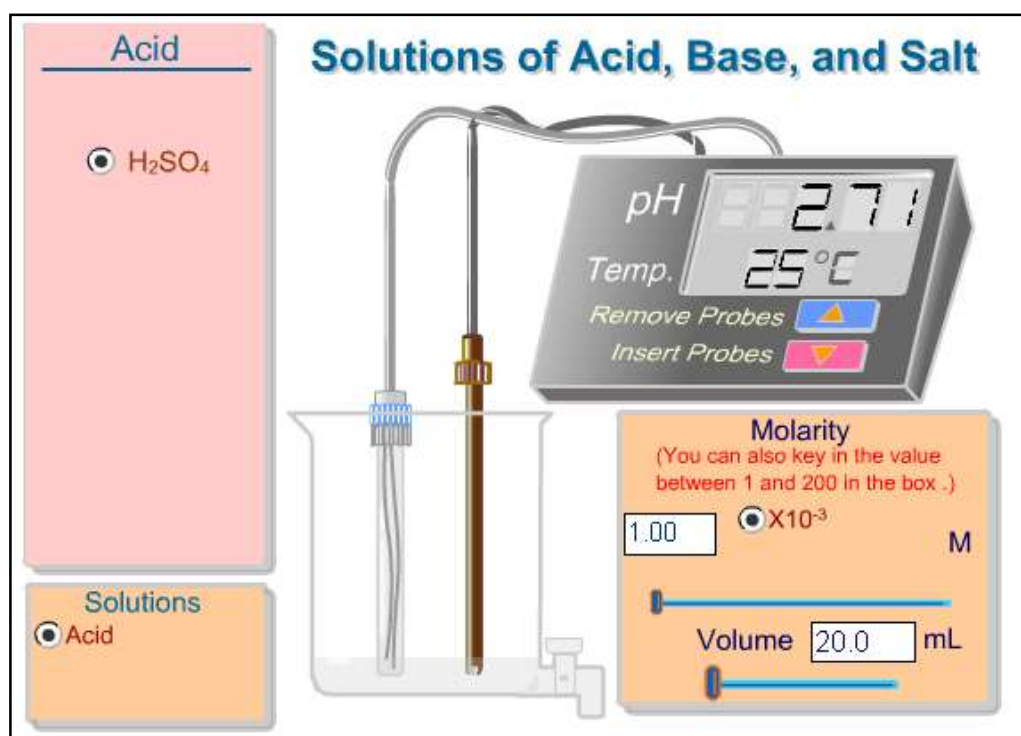 Acid
H₂SO₄
Solutions
Acid
Solutions of Acid, Base, and Salt
pH 2.71
Temp. 25°C
Remove Probes
Insert Probes
Molarity
(You can also key in the value
between 1 and 200 in the box .)
X10⁻³
1.00 M
Volume 20.0 mL